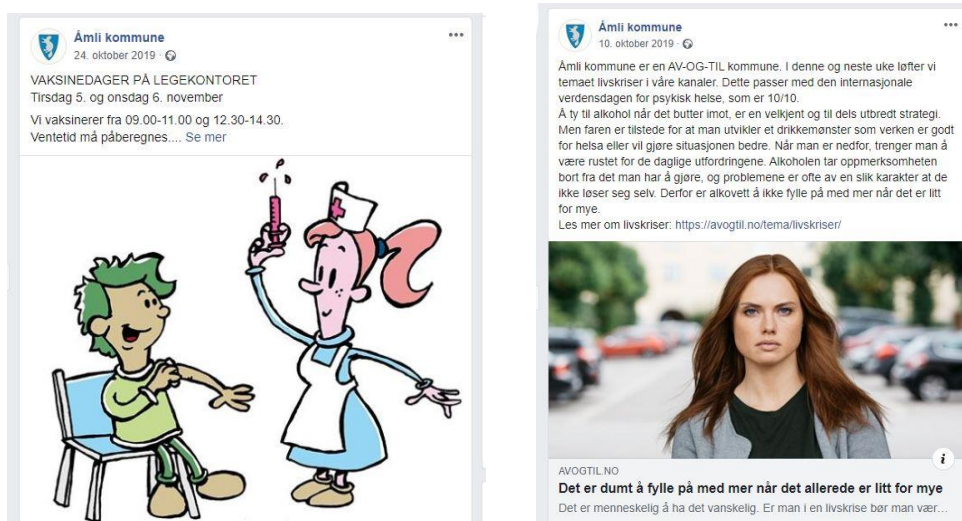 Åmli kommune
24. oktober 2019
VAKSINEDAGER PÅ LEGEKONTORET
Tirsdag 5. og onsdag 6. november
Vi vaksinerer fra 09.00-11.00 og 12.30-14.30.
Ventetid må påberegnes.... Se mer
Åmli kommune
10. oktober 2019
Åmli kommune er en AV-OG-TIL kommune. I denne og neste uke løfter vi
temaet livskriser i våre kanaler. Dette passer med den internasjonale
verdensdagen for psykisk helse, som er 10/10.
Å ty til alkohol når det butter imot, er en velkjent og til dels utbredt strategi.
Men faren er tilstede for at man utvikler et drikkemønster som verken er godt
for helsa eller vil gjøre situasjonen bedre. Når man er nedfor, trenger man å
være rustet for de daglige utfordringene. Alkoholen tar oppmerksomheten
bort fra det man har å gjøre, og problemene er ofte av en slik karakter at de
ikke løser seg selv. Derfor er alkovett å ikke fylle på med mer når det er litt
for mye.
Les mer om livskriser: https://avogtil.no/tema/livskriser/
AVOGTIL.NO
Det er dumt å fylle på med mer når det allerede er litt for mye
Det er menneskelig å ha det vanskelig. Er man i en livskrise bør man vær...